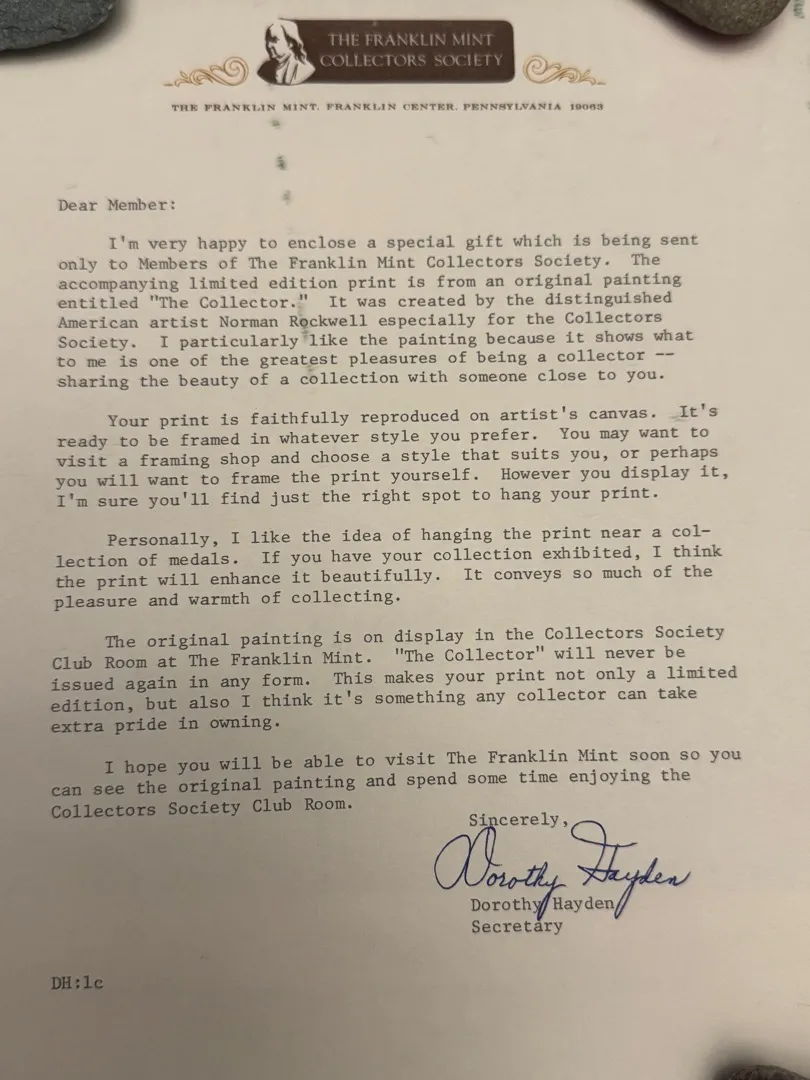 THE FRANKLIN MINT
COLLECTORS SOCIETY
THE FRANKLIN MINT. FRANKLIN CENTER. PENNSYLVANIA 19063
Dear Member:
I'm very happy to enclose a special gift which is being sent
only to Members of The Franklin Mint Collectors Society. The
accompanying limited edition print is from an original painting
entitled "The Collector." It was created by the distinguished
American artist Norman Rockwell especially for the Collectors
Society. I particularly like the painting because it shows what
to me is one of the greatest pleasures of being a collector --
sharing the beauty of a collection with someone close to you.
Your print is faithfully reproduced on artist's canvas. It's
ready to be framed in whatever style you prefer. You may want to
visit a framing shop and choose a style that suits you, or perhaps
you will want to frame the print yourself. However you display it,
I'm sure you'll find just the right spot to hang your print.
Personally, I like the idea of hanging the print near a col-
lection of medals. If you have your collection exhibited, I think
the print will enhance it beautifully. It conveys so much of the
pleasure and warmth of collecting.
The original painting is on display in the Collectors Society
Club Room at The Franklin Mint. "The Collector" will never be
issued again in any form. This makes your print not only a limited
edition, but also I think it's something any collector can take
extra pride in owning.
I hope you will be able to visit The Franklin Mint soon so you
can see the original painting and spend some time enjoying the
Collectors Society Club Room.
Sincerely,
Dorothy Hayden
Dorothy Hayden
Secretary
DH:lc